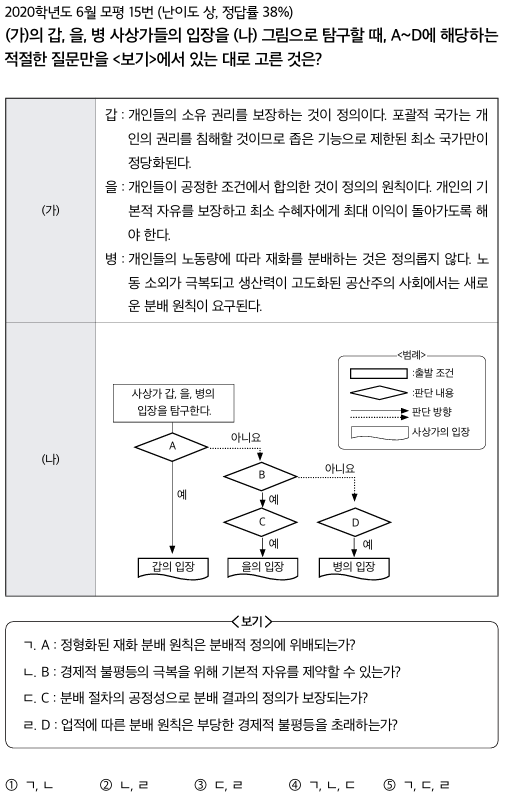 2020학년도 6월 모평 15번 (난이도 상, 정답률 38%)
(가)의 갑, 을, 병 사상가들의 입장을 (나) 그림으로 탐구할 때, A~D에 해당하는
적절한 질문만을 <보기>에서 있는 대로 고른 것은?
(가)
갑 : 개인들의 소유 권리를 보장하는 것이 정의이다. 포괄적 국가는 개
인의 권리를 침해할 것이므로 좁은 기능으로 제한된 최소 국가만이
정당화된다.
을 : 개인들이 공정한 조건에서 합의한 것이 정의의 원칙이다. 개인의 기
본적 자유를 보장하고 최소 수혜자에게 최대 이익이 돌아가도록 해
야 한다.
병 : 개인들의 노동량에 따라 재화를 분배하는 것은 정의롭지 않다. 노
동 소외가 극복되고 생산력이 고도화된 공산주의 사회에서는 새로
운 분배 원칙이 요구된다.
(나)
<범례>
:출발 조건
:판단 내용
: 판단 방향
: 사상가의 입장
사상가 갑, 을, 병의
입장을 탐구한다.
A
아니요
B
아니요
예
예
C
D
예
예
갑의 입장
을의 입장
병의 입장
<보기>
ㄱ. A : 정형화된 재화 분배 원칙은 분배적 정의에 위배되는가?
ㄴ. B : 경제적 불평등의 극복을 위해 기본적 자유를 제약할 수 있는가?
ㄷ. C : 분배 절차의 공정성으로 분배 결과의 정의가 보장되는가?
ㄹ. D : 업적에 따른 분배 원칙은 부당한 경제적 불평등을 초래하는가?
① ㄱ, ㄴ ② ㄴ, ㄹ ③ ㄷ, ㄹ ④ ㄱ, ㄴ, ㄷ ⑤ ㄱ, ㄷ, ㄹ